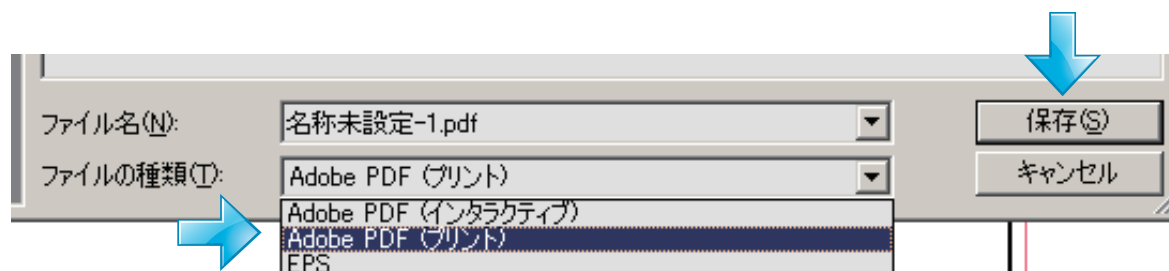 ファイル名(N): 名称未設定-1.pdf 保存(S)
ファイルの種類(T): Adobe PDF (プリント) キャンセル
Adobe PDF (インタラクティブ)
Adobe PDF (プリント)
EPS